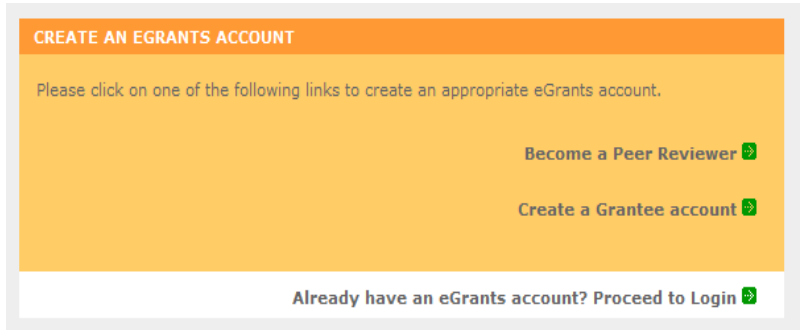 CREATE AN EGRANTS ACCOUNT
Please click on one of the following links to create an appropriate eGrants account.
Become a Peer Reviewer
Create a Grantee account
Already have an eGrants account? Proceed to Login